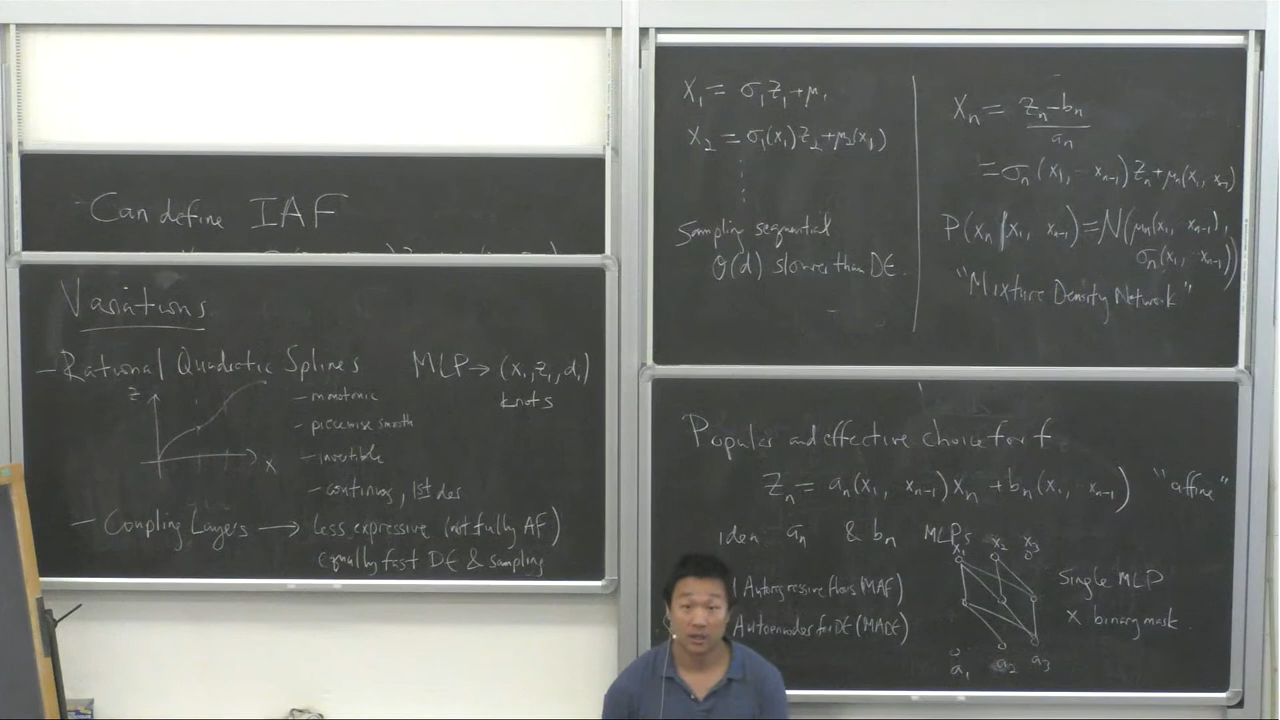 - Can define IAF
Variations
- Rational Quadratic Splines
MLP → (x₁, z₁, d₁)
knots
z
x
- monotonic
- piecewise smooth
- invertible
- continuous, 1st der
- Coupling Layers → less expressive (not fully AF)
equally fast DE & sampling
x₁ = σ₁z₁ + μ₁
x₂ = σ₁(x₁) z₂ + μ₂(x₁)
Sampling sequential
O(d) slower than DE
xₙ = (zₙ - bₙ) / aₙ
= σₙ(x₁, ‑ xₙ₋₁) zₙ + μₙ(x₁, xₙ₋₁)
P(xₙ | x₁, xₙ₋₁) = N(μₙ(x₁, xₙ₋₁),
σₙ(x₁, ‑ xₙ₋₁))
"Mixture Density Network"
Popular and effective choice for f
zₙ = aₙ(x₁, xₙ₋₁) xₙ + bₙ(x₁, ‑ xₙ₋₁) "affine"
idea: aₙ & bₙ MLPs
Autoregressive flows (MAF)
Autoencoder for DE (MADE)
x₁ x₂ x₃
a₁ a₂ a₃
Single MLP
x binary mask